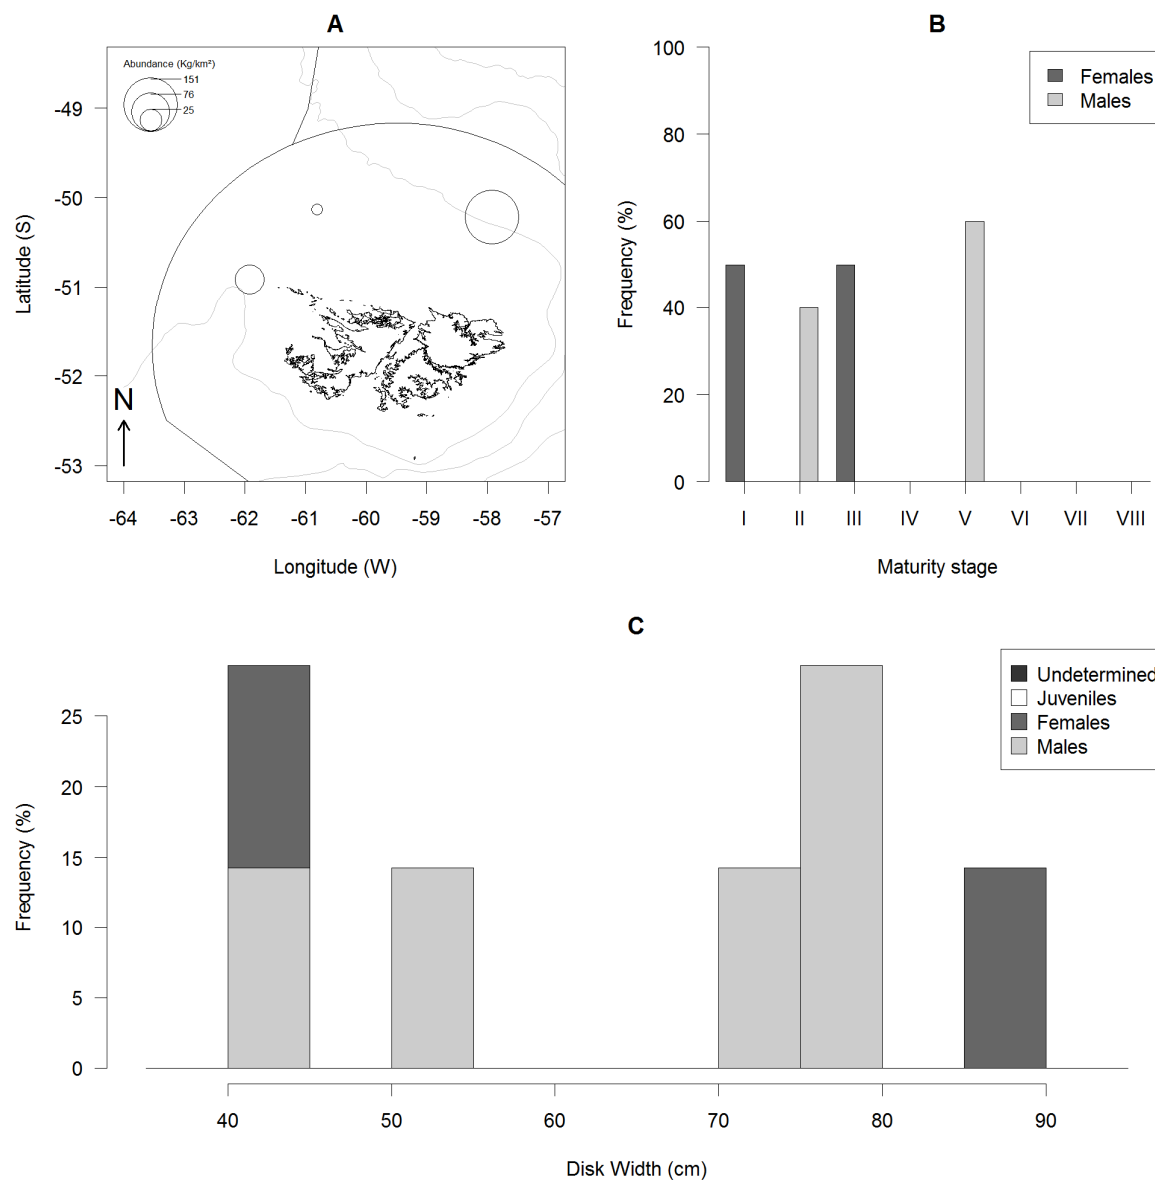 A
Abundance (Kg/km²)
151
76
25
-49
-50
-51
-52
-53
Latitude (S)
N
-64 -63 -62 -61 -60 -59 -58 -57
Longitude (W)
B
100
80
60
40
20
0
Frequency (%)
Females
Males
I II III IV V VI VII VIII
Maturity stage
C
25
20
15
10
5
0
Frequency (%)
Undetermined
Juveniles
Females
Males
40 50 60 70 80 90
Disk Width (cm)